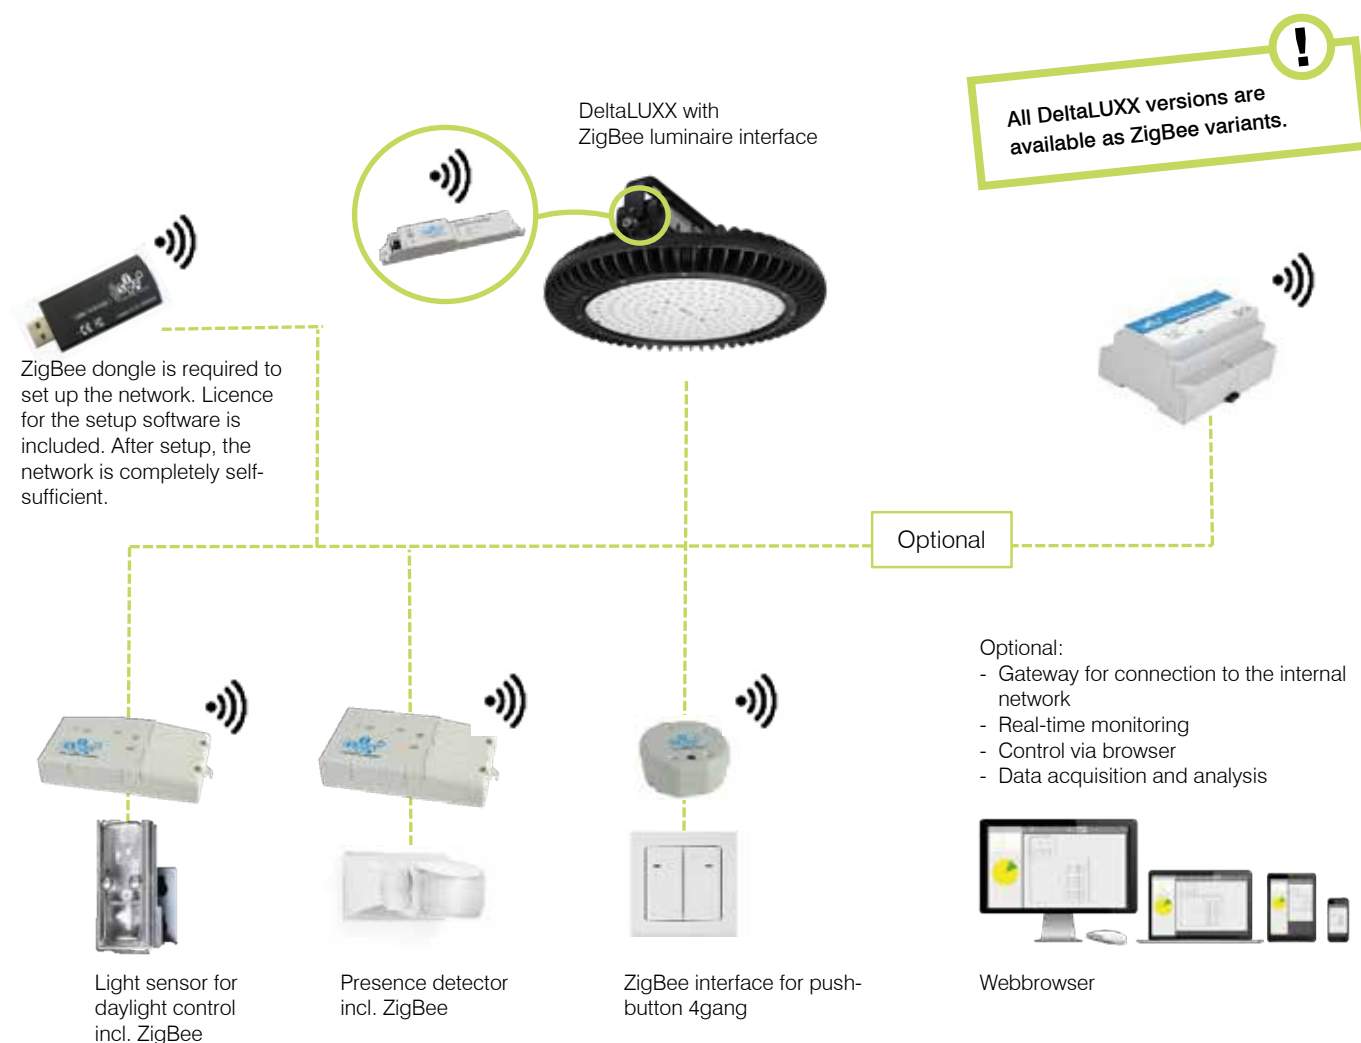 DeltaLUXX with
ZigBee luminaire interface
!
All DeltaLUXX versions are
available as ZigBee variants.
ZigBee dongle is required to
set up the network. Licence
for the setup software is
included. After setup, the
network is completely self-
sufficient.
Optional
Optional:
- Gateway for connection to the internal
network
- Real-time monitoring
- Control via browser
- Data acquisition and analysis
Light sensor for
daylight control
incl. ZigBee
Presence detector
incl. ZigBee
ZigBee interface for push-
button 4gang
Webbrowser